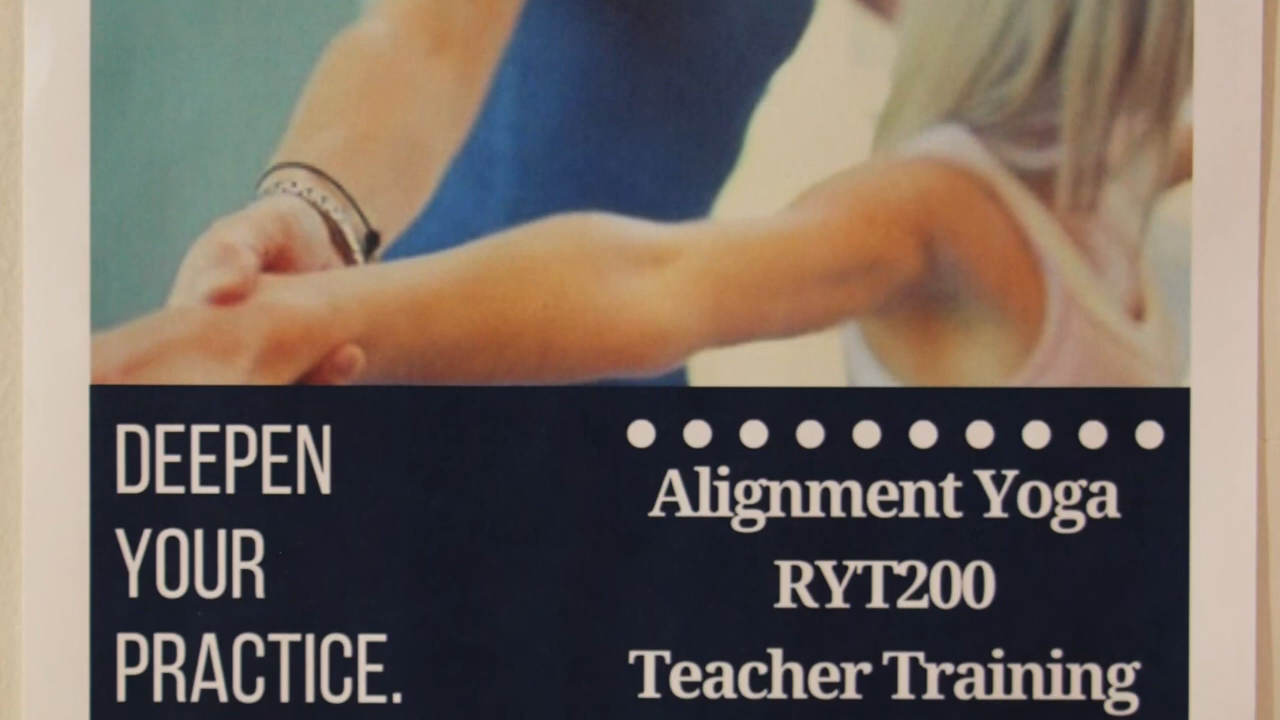 DEEPEN
YOUR
PRACTICE.
Alignment Yoga
RYT200
Teacher Training